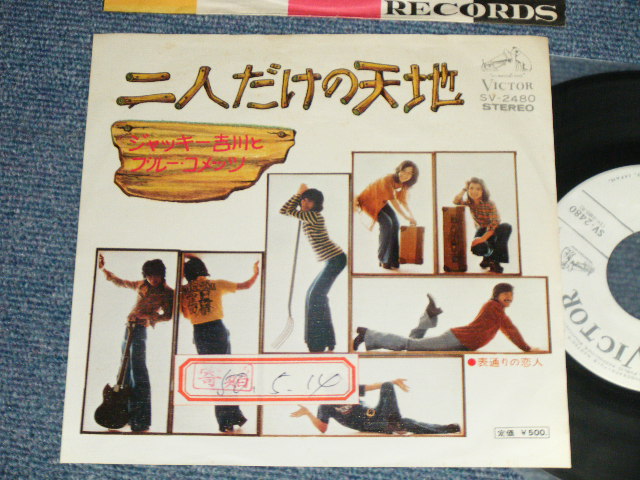 RECORDS
二人だけの天地
VICTOR
SV-2480
STEREO
ジャッキー吉川と
ブルー・コメッツ
●表通りの恋人
5.-14
定価 ¥500
SV-2480
VICTOR